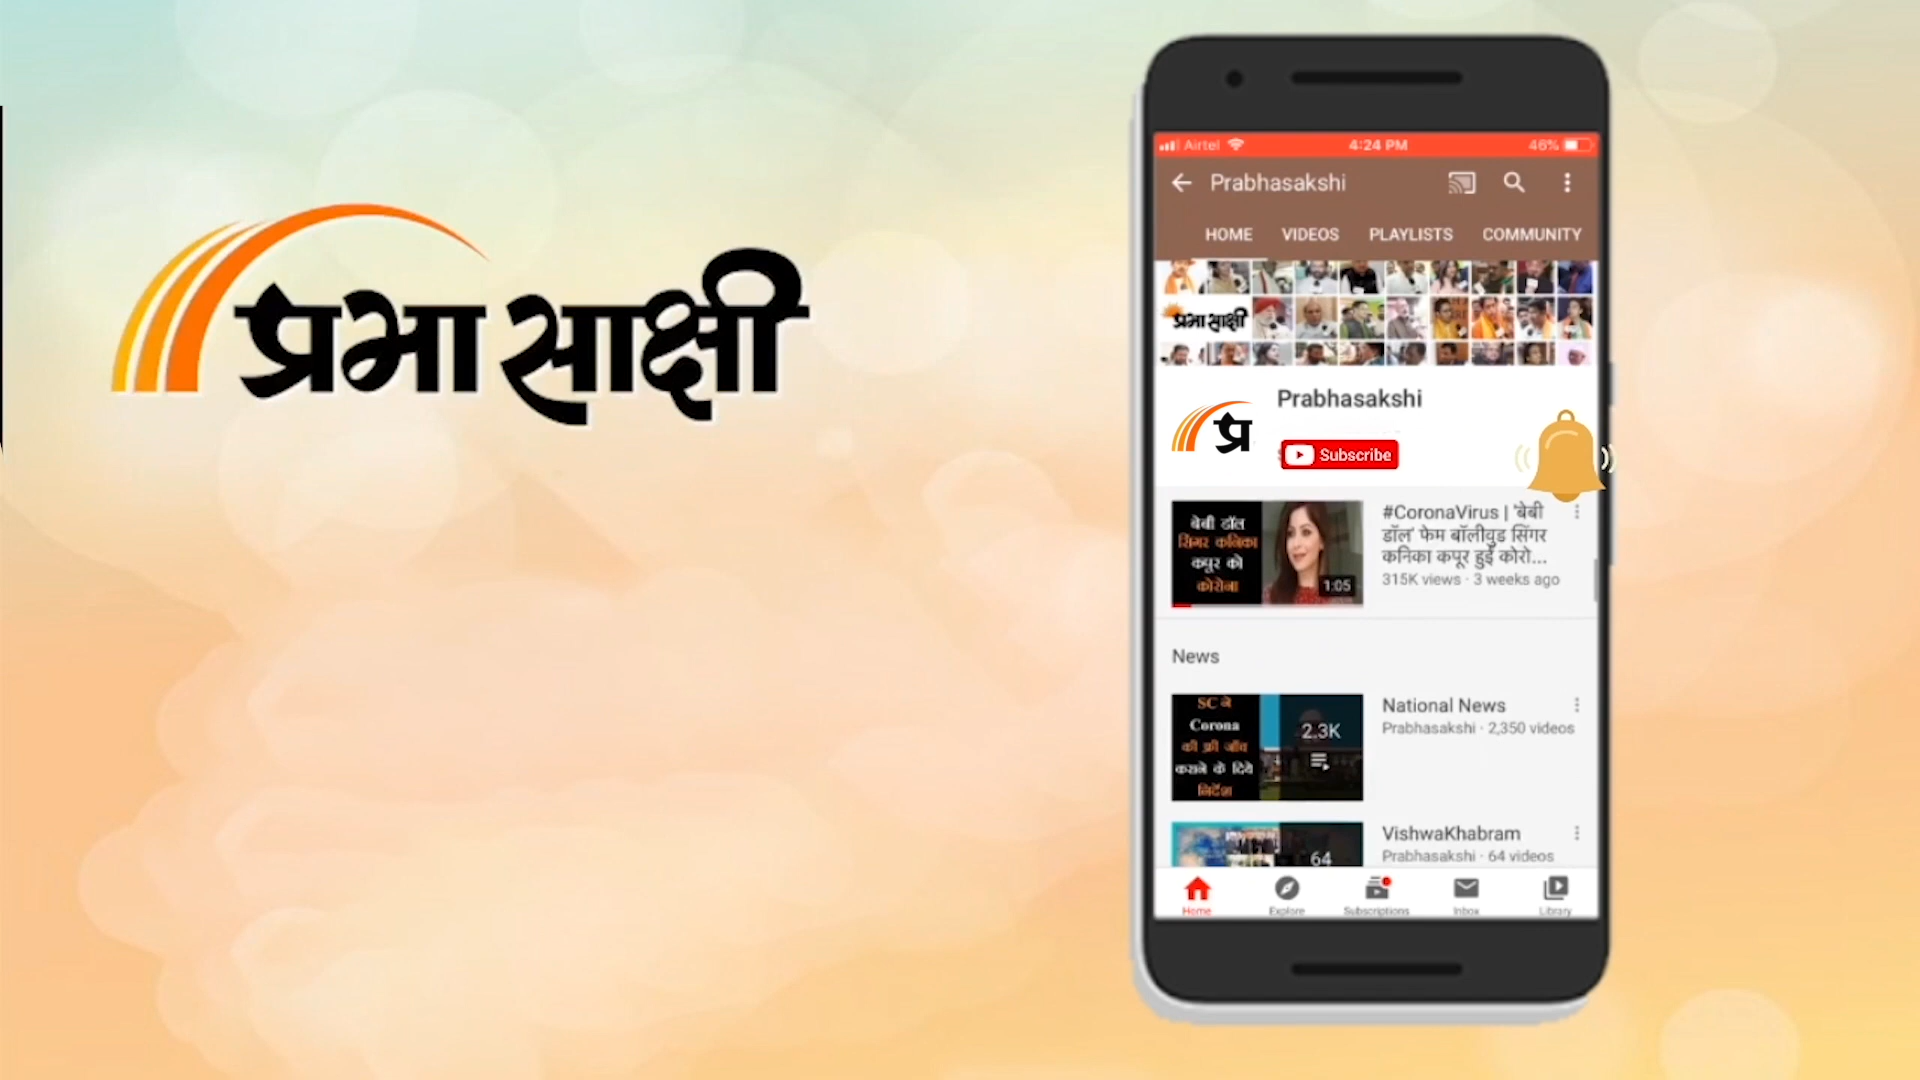 प्रभासाक्षी
Airtel
4:24 PM
46%
Prabhasakshi
HOME VIDEOS PLAYLISTS COMMUNITY
प्रभासाक्षी
Prabhasakshi
प्र
Subscribe
बेबी डॉल
सिंगर कनिका
कपूर को
कोरोना
1:05
#CoronaVirus | 'बेबी
डॉल' फेम बॉलीवुड सिंगर
कनिका कपूर हुईं कोरो...
315K views · 3 weeks ago
News
SC ने
Corona
की फ्री जाँच
कराने के दिये
निर्देश
2.3K
National News
Prabhasakshi · 2,350 videos
64
VishwaKhabram
Prabhasakshi · 64 videos
Home Explore Subscriptions Inbox Library